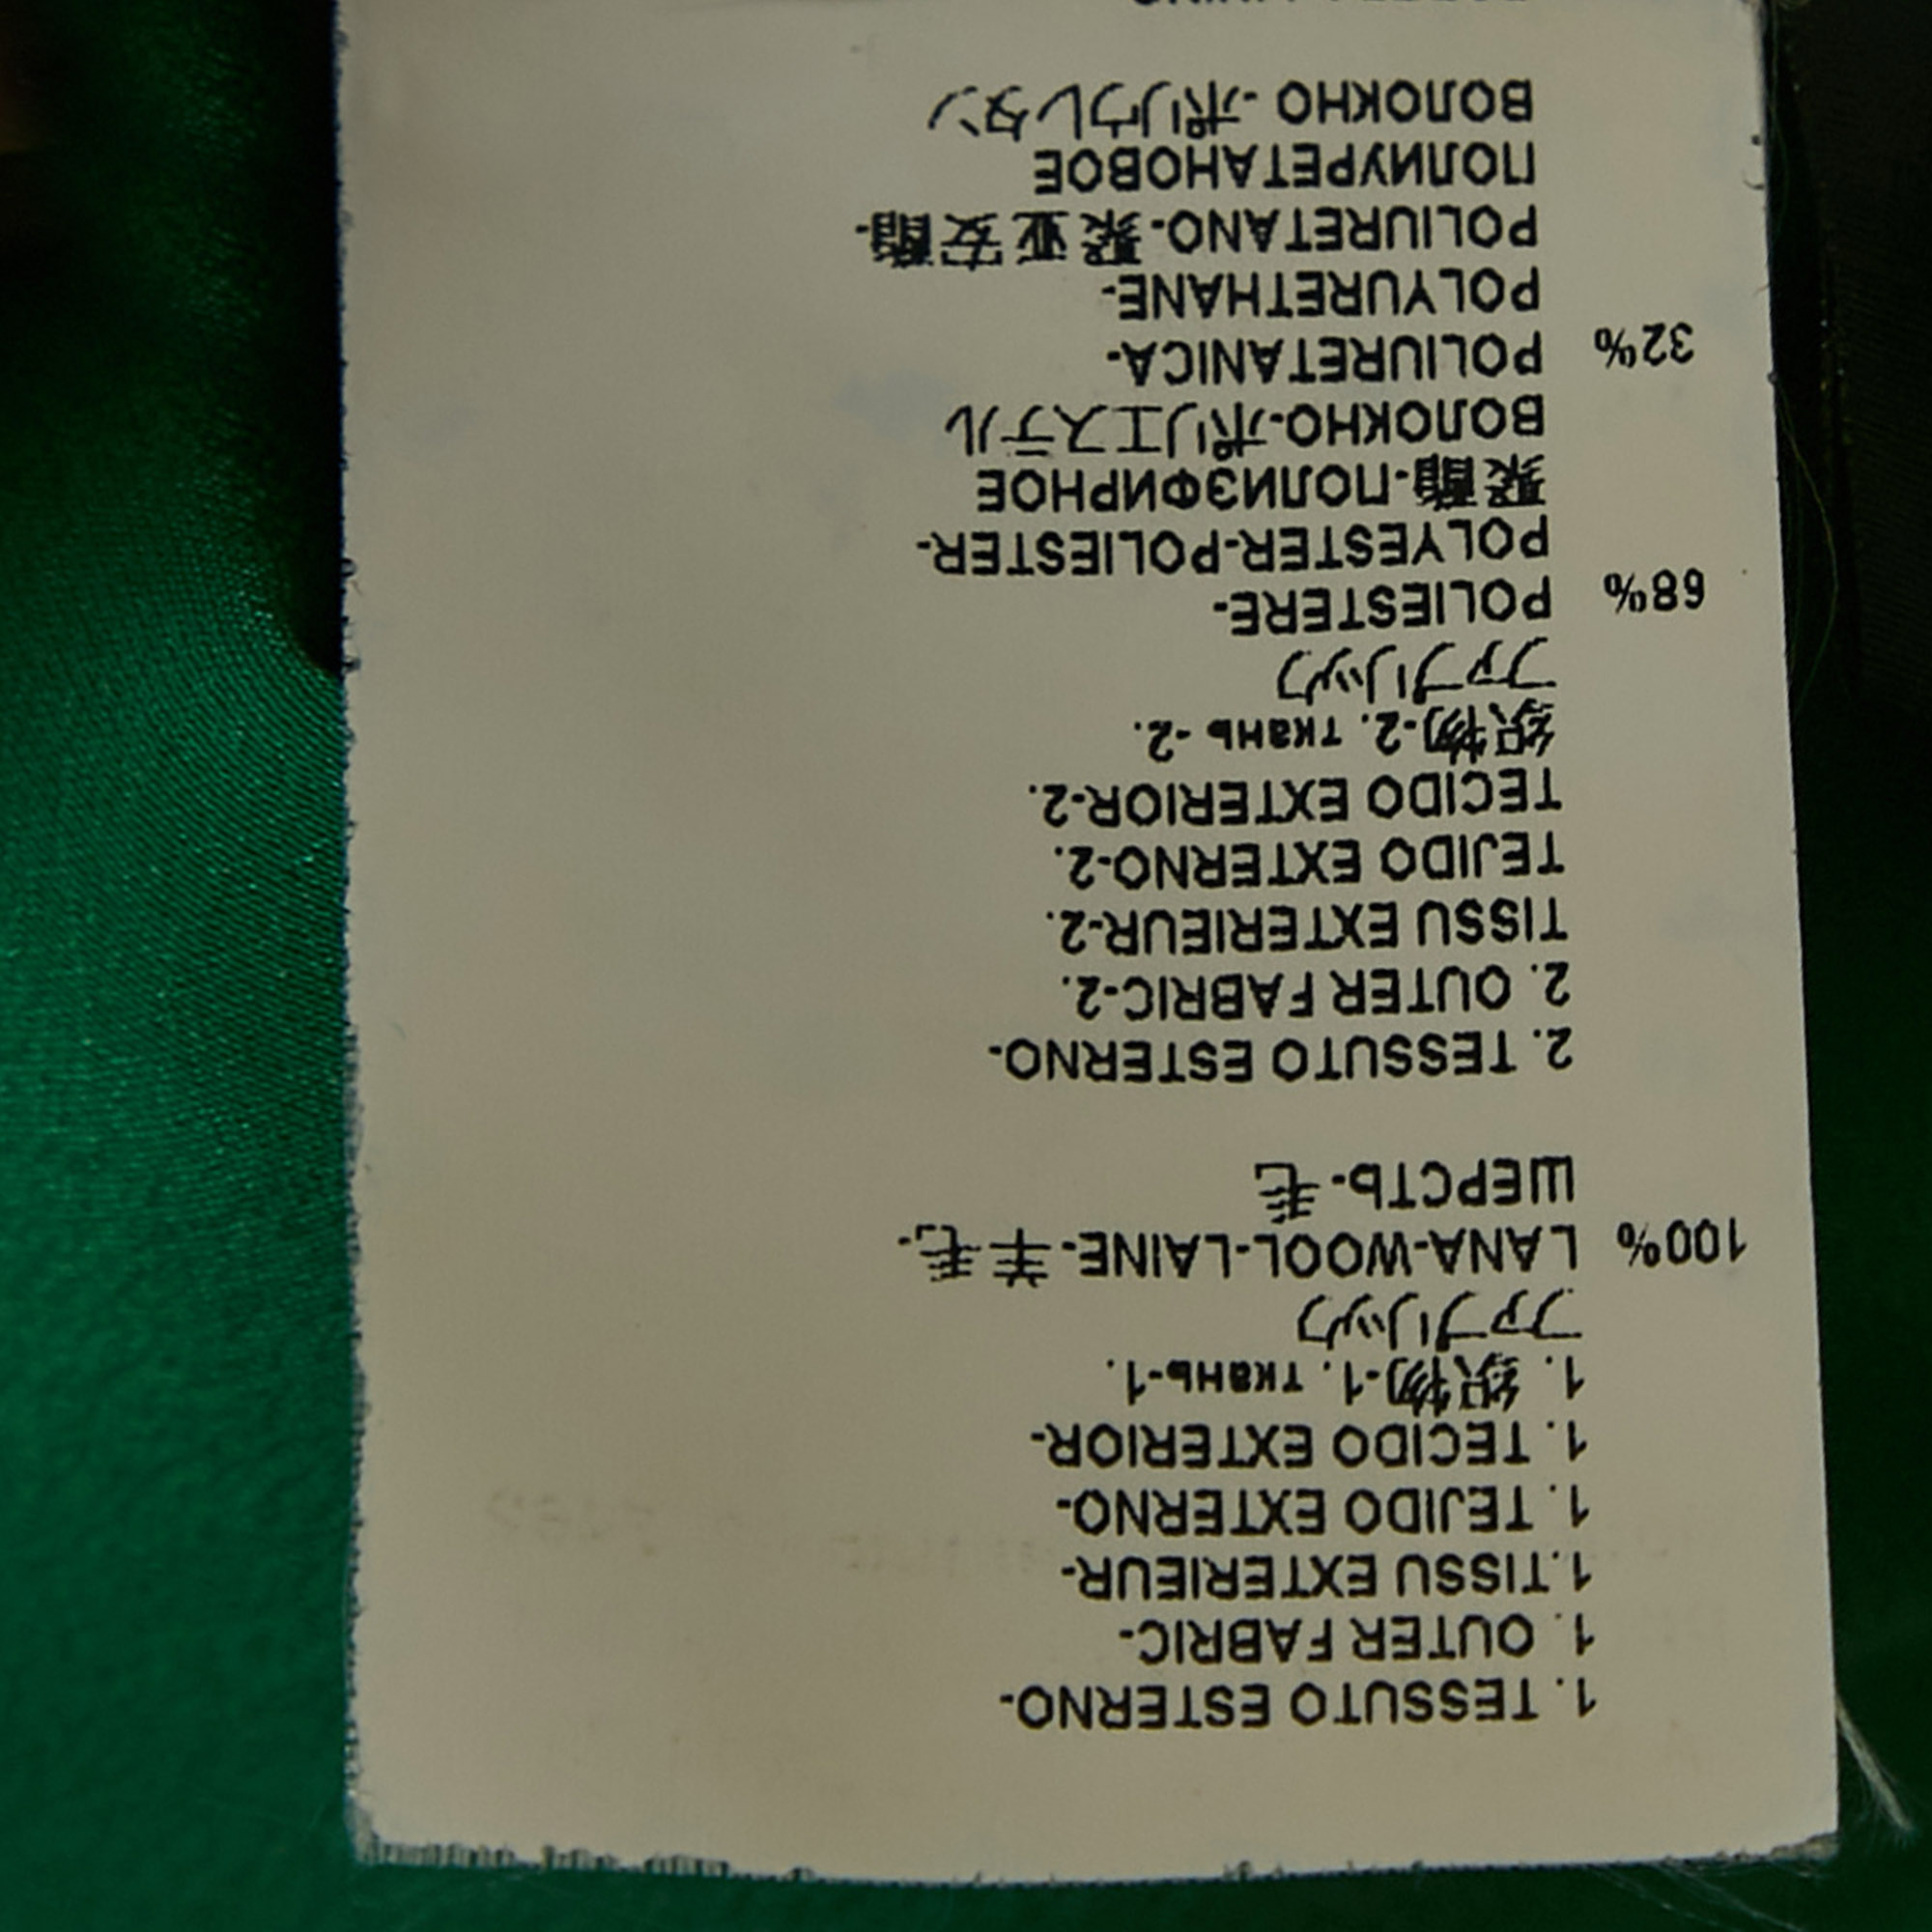 1. TESSUTO ESTERNO-
1. OUTER FABRIC-
1.TISSU EXTERIEUR-
1. TEJIDO EXTERNO-
1. TECIDO EXTERIOR-
1. 织物-1. ткань-1.
ファブリック
100% LANA-WOOL-LAINE-羊毛-
ШЕРСТЬ-毛
2. TESSUTO ESTERNO-
2. OUTER FABRIC-2.
TISSU EXTERIEUR-2.
TEJIDO EXTERNO-2.
TECIDO EXTERIOR-2.
织物-2. ткань -2.
ファブリック
68% POLIESTERE-
POLYESTER-POLIESTER-
聚酯-ПОЛИЭФИРНОЕ
ВОЛОКНО-ポリエステル
32% POLIURETANICA-
POLYURETHANE-
POLIURETANO-聚亚安酯-
ПОЛИУРЕТАНОВОЕ
ВОЛОКНО -ポリウレタン